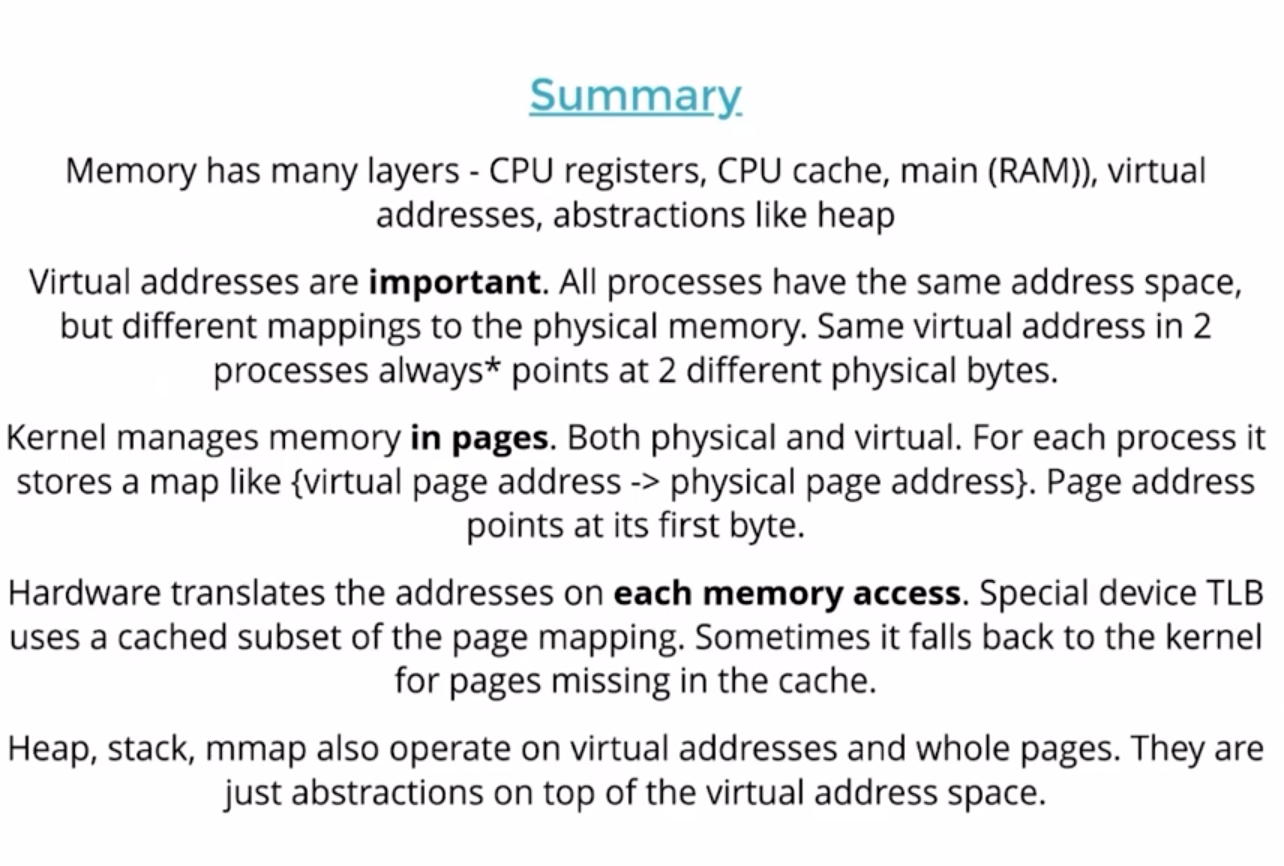 Summary
Memory has many layers - CPU registers, CPU cache, main (RAM)), virtual
addresses, abstractions like heap
Virtual addresses are important. All processes have the same address space,
but different mappings to the physical memory. Same virtual address in 2
processes always* points at 2 different physical bytes.
Kernel manages memory in pages. Both physical and virtual. For each process it
stores a map like {virtual page address -> physical page address}. Page address
points at its first byte.
Hardware translates the addresses on each memory access. Special device TLB
uses a cached subset of the page mapping. Sometimes it falls back to the kernel
for pages missing in the cache.
Heap, stack, mmap also operate on virtual addresses and whole pages. They are
just abstractions on top of the virtual address space.